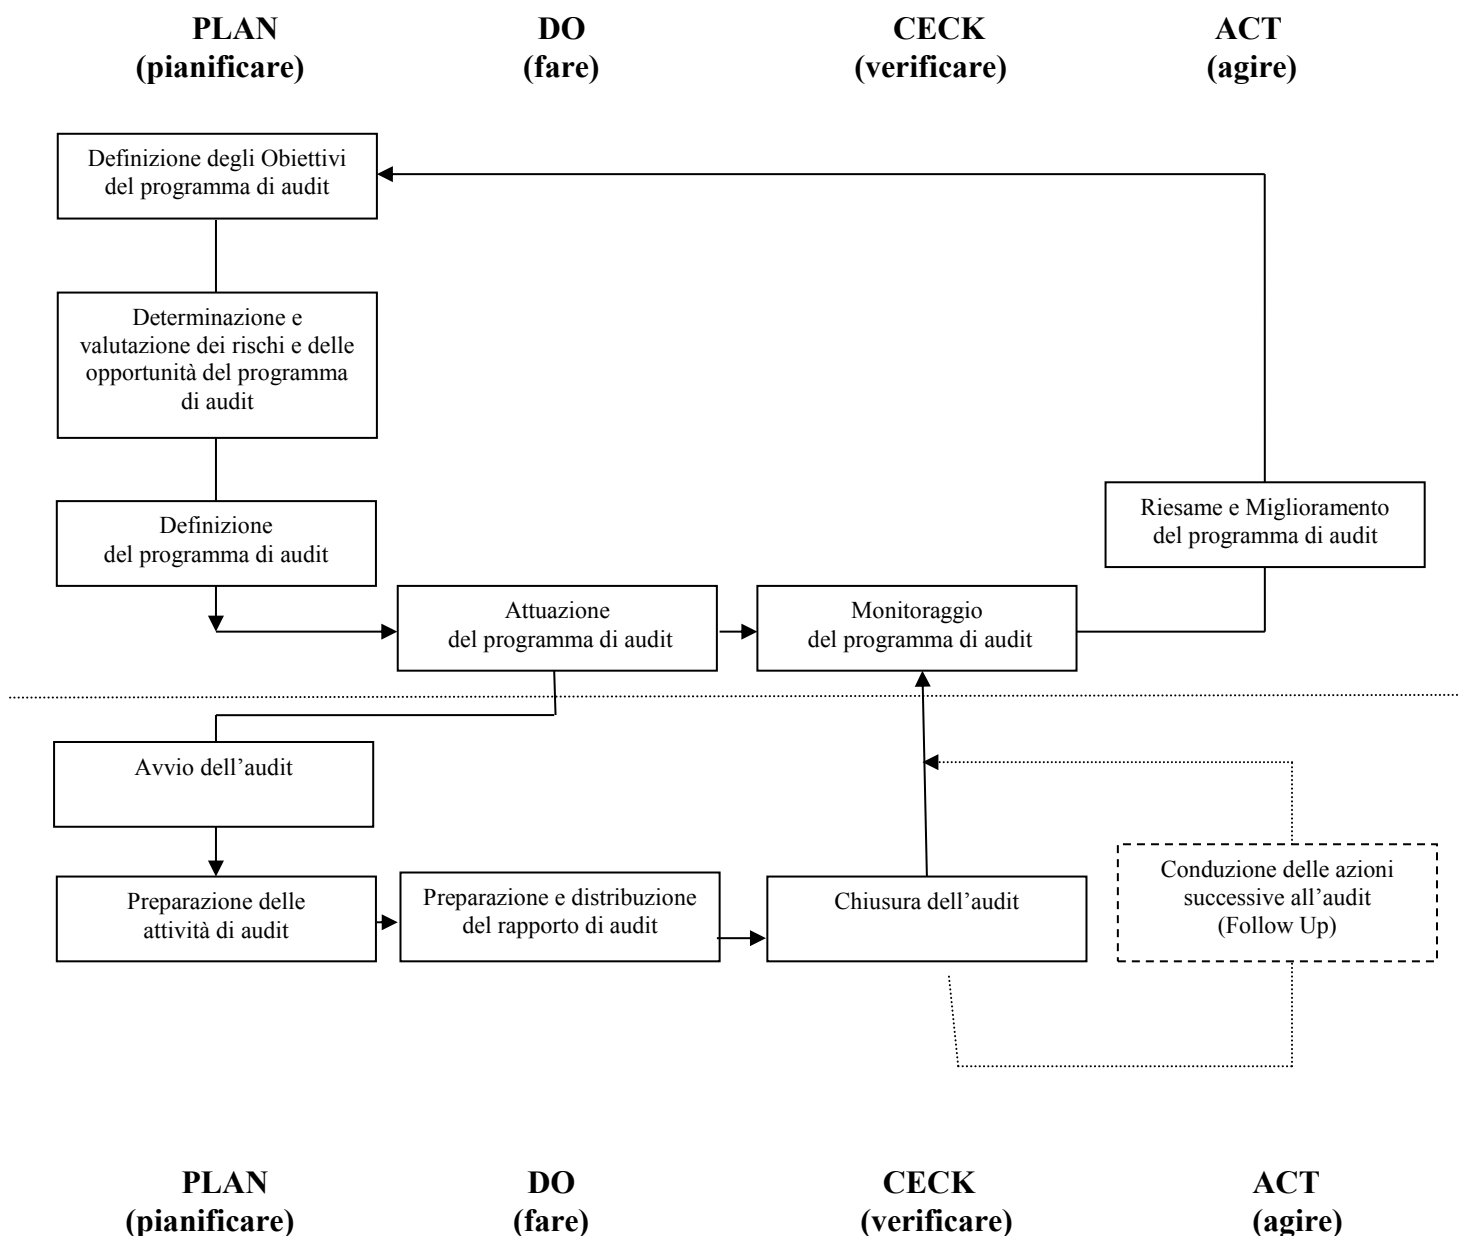 PLAN
(pianificare)
DO
(fare)
CECK
(verificare)
ACT
(agire)
Definizione degli Obiettivi
del programma di audit
Determinazione e
valutazione dei rischi e delle
opportunità del programma
di audit
Definizione
del programma di audit
Riesame e Miglioramento
del programma di audit
Attuazione
del programma di audit
Monitoraggio
del programma di audit
Avvio dell’audit
Preparazione delle
attività di audit
Preparazione e distribuzione
del rapporto di audit
Chiusura dell’audit
Conduzione delle azioni
successive all’audit
(Follow Up)
PLAN
(pianificare)
DO
(fare)
CECK
(verificare)
ACT
(agire)